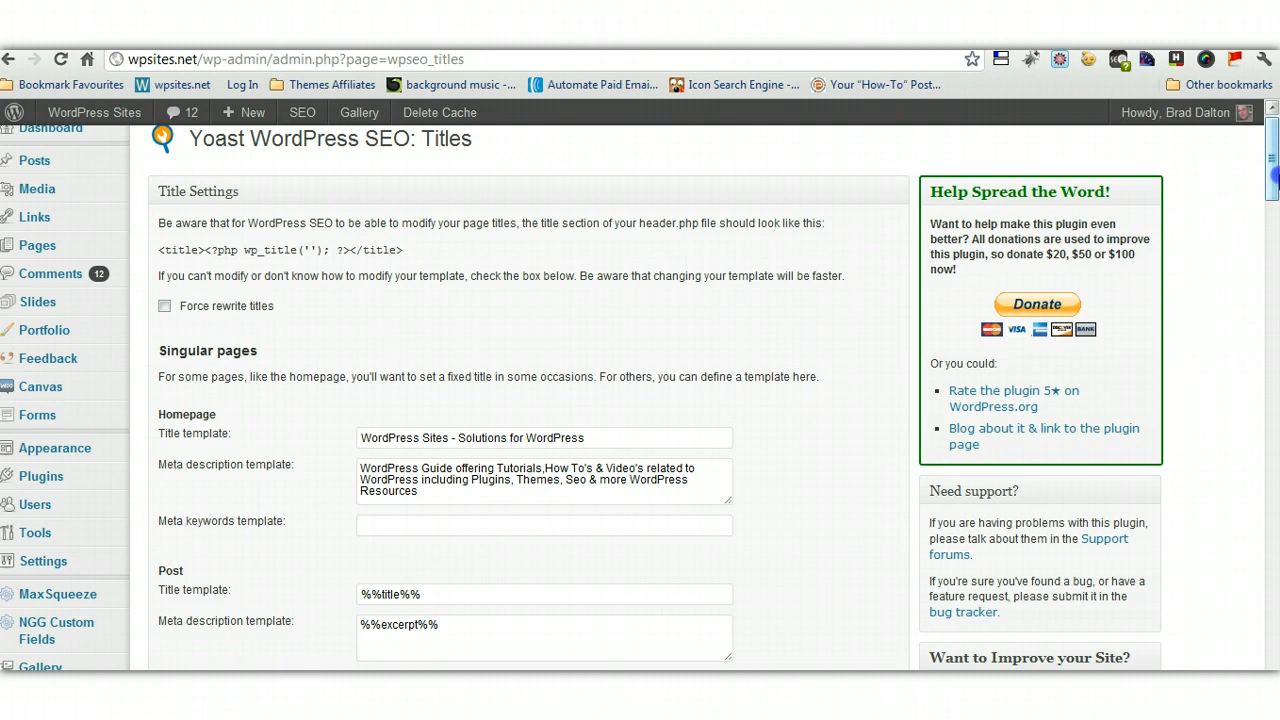 wpsites.net/wp-admin/admin.php?page=wpseo_titles
Bookmark Favourites
wpsites.net
Log In
Themes Affiliates
background music -...
Automate Paid Emai...
Icon Search Engine -...
Your “How-To” Post...
Other bookmarks
WordPress Sites
12
+ New
SEO
Gallery
Delete Cache
Howdy, Brad Dalton
Dashboard
Posts
Media
Links
Pages
Comments 12
Slides
Portfolio
Feedback
Canvas
Forms
Appearance
Plugins
Users
Tools
Settings
MaxSqueeze
NGG Custom
Fields
Gallery
Yoast WordPress SEO: Titles
Title Settings
Be aware that for WordPress SEO to be able to modify your page titles, the title section of your header.php file should look like this:
<title><?php wp_title(''); ?></title>
If you can't modify or don't know how to modify your template, check the box below. Be aware that changing your template will be faster.
Force rewrite titles
Singular pages
For some pages, like the homepage, you'll want to set a fixed title in some occasions. For others, you can define a template here.
Homepage
Title template:
WordPress Sites - Solutions for WordPress
Meta description template:
WordPress Guide offering Tutorials,How To's & Video's related to
WordPress including Plugins, Themes, Seo & more WordPress
Resources
Meta keywords template:
Post
Title template:
%%title%%
Meta description template:
%%excerpt%%
Help Spread the Word!
Want to help make this plugin even
better? All donations are used to improve
this plugin, so donate $20, $50 or $100
now!
Donate
VISA
BANK
Or you could:
Rate the plugin 5★ on
WordPress.org
Blog about it & link to the plugin
page
Need support?
If you are having problems with this plugin,
please talk about them in the Support
forums.
If you're sure you've found a bug, or have a
feature request, please submit it in the
bug tracker.
Want to Improve your Site?